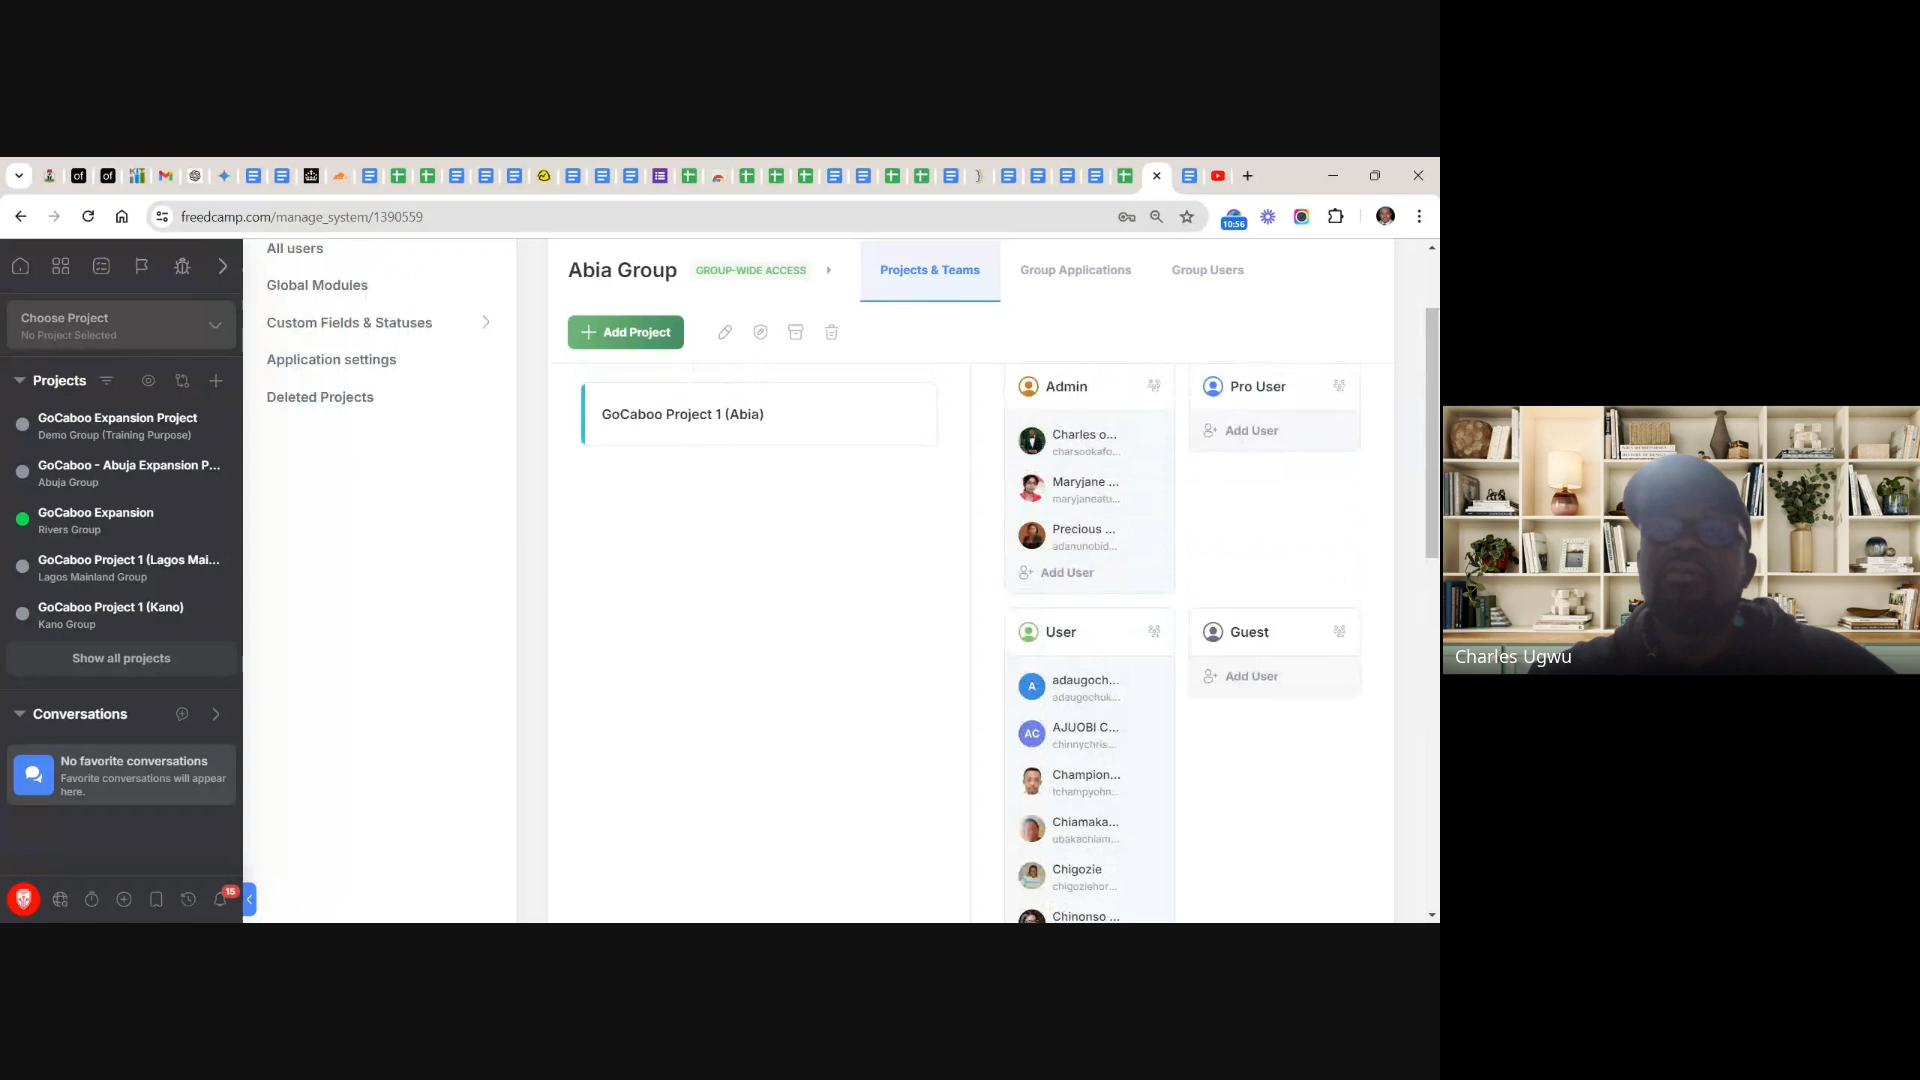 freedcamp.com/manage_system/1390559
10:56
Choose Project
No Project Selected
Projects
GoCaboo Expansion Project
Demo Group (Training Purpose)
GoCaboo - Abuja Expansion P...
Abuja Group
GoCaboo Expansion
Rivers Group
GoCaboo Project 1 (Lagos Mai...
Lagos Mainland Group
GoCaboo Project 1 (Kano)
Kano Group
Show all projects
Conversations
No favorite conversations
Favorite conversations will appear
here.
15
All users
Global Modules
Custom Fields & Statuses
Application settings
Deleted Projects
Abia Group
GROUP-WIDE ACCESS
Projects & Teams
Group Applications
Group Users
Add Project
GoCaboo Project 1 (Abia)
Admin
Charles o...
charsookafo...
Maryjane ...
maryjaneatu...
Precious ...
adanunobid...
Add User
Pro User
Add User
User
A
adaugoch...
adaugochuk...
AC
AJUOBI C...
chinnychris...
Champion...
tchampyohn...
Chiamaka...
ubakachiam...
Chigozie
chigoziehor...
Chinonso ...
Guest
Add User
Charles Ugwu